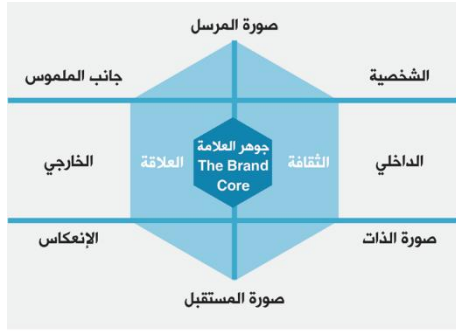 صورة المرسل
الشخصية
جانب الملموس
جوهر العلامة
The Brand
Core
الداخلي
الثقافة
العلاقة
الخارجي
صورة الذات
الإنعكاس
صورة المستقبل